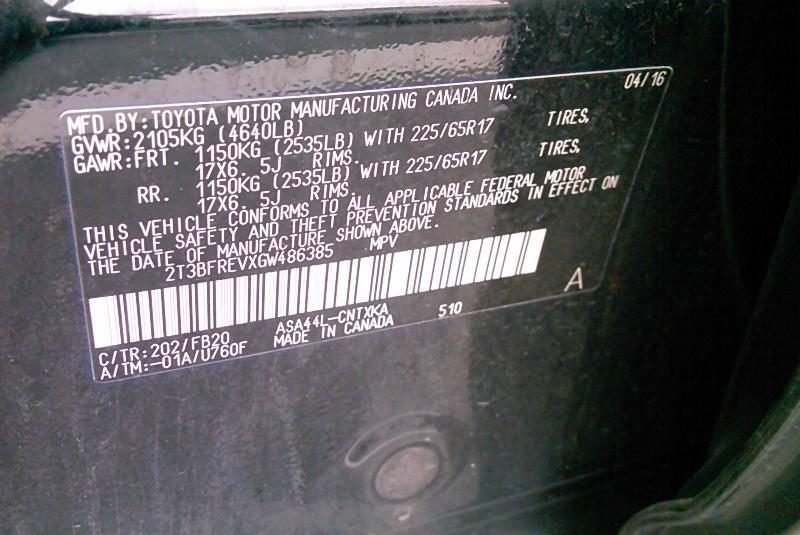 04/16
MFD.BY:TOYOTA MOTOR MANUFACTURING CANADA INC.
GVWR:2105KG (4640LB)
GAWR:FRT. 1150KG (2535LB) WITH 225/65R17 TIRES,
17X6. 5J RIMS.
RR. 1150KG (2535LB) WITH 225/65R17 TIRES,
17X6. 5J RIMS.
THIS VEHICLE CONFORMS TO ALL APPLICABLE FEDERAL MOTOR
VEHICLE SAFETY AND THEFT PREVENTION STANDARDS IN EFFECT ON
THE DATE OF MANUFACTURE SHOWN ABOVE.
2T3BFREVXGW486385 MPV
A
C/TR:202/FB20 ASA44L-CNTXKA 510
A/TM:-01A/U760F MADE IN CANADA